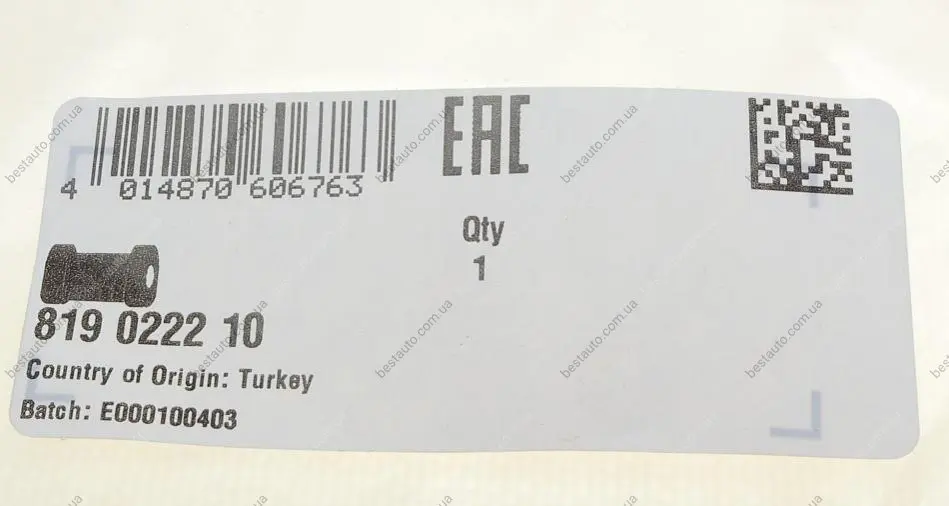 4 014870 606763
EAC
Qty
1
819 0222 10
Country of Origin: Turkey
Batch: E000100403
bestauto.com.ua